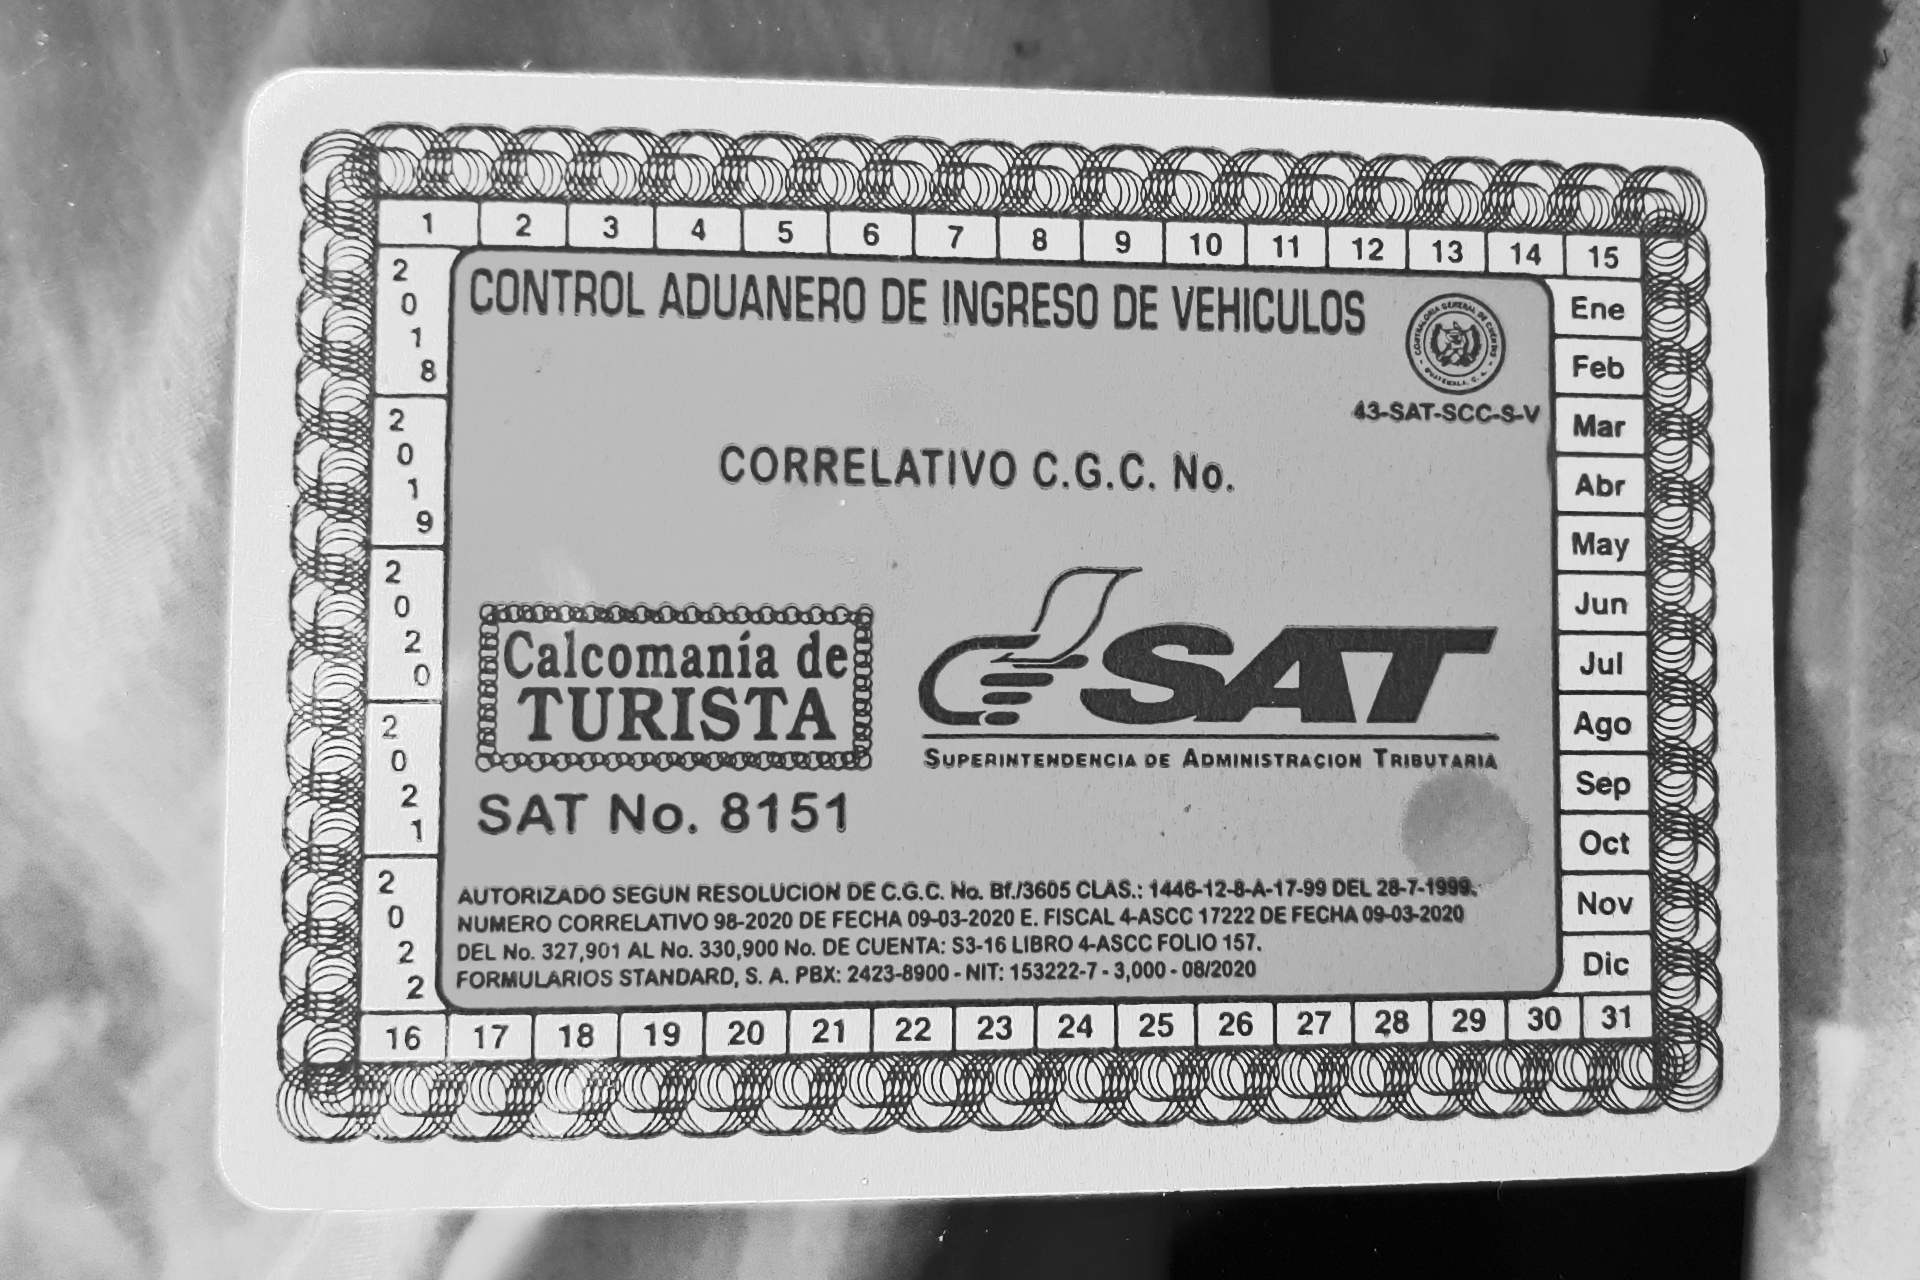 1 2 3 4 5 6 7 8 9 10 11 12 13 14 15
2018
2019
2020
2021
2022
CONTROL ADUANERO DE INGRESO DE VEHICULOS
CONTRALORIA GENERAL DE CUENTAS
GUATEMALA, C. A.
43-SAT-SCC-S-V
CORRELATIVO C.G.C. No.
Calcomanía de
TURISTA
SAT
SUPERINTENDENCIA DE ADMINISTRACION TRIBUTARIA
SAT No. 8151
AUTORIZADO SEGUN RESOLUCION DE C.G.C. No. Bf./3605 CLAS.: 1446-12-8-A-17-99 DEL 28-7-1999.
NUMERO CORRELATIVO 98-2020 DE FECHA 09-03-2020 E. FISCAL 4-ASCC 17222 DE FECHA 09-03-2020
DEL No. 327,901 AL No. 330,900 No. DE CUENTA: S3-16 LIBRO 4-ASCC FOLIO 157.
FORMULARIOS STANDARD, S. A. PBX: 2423-8900 - NIT: 153222-7 - 3,000 - 08/2020
Ene
Feb
Mar
Abr
May
Jun
Jul
Ago
Sep
Oct
Nov
Dic
16 17 18 19 20 21 22 23 24 25 26 27 28 29 30 31